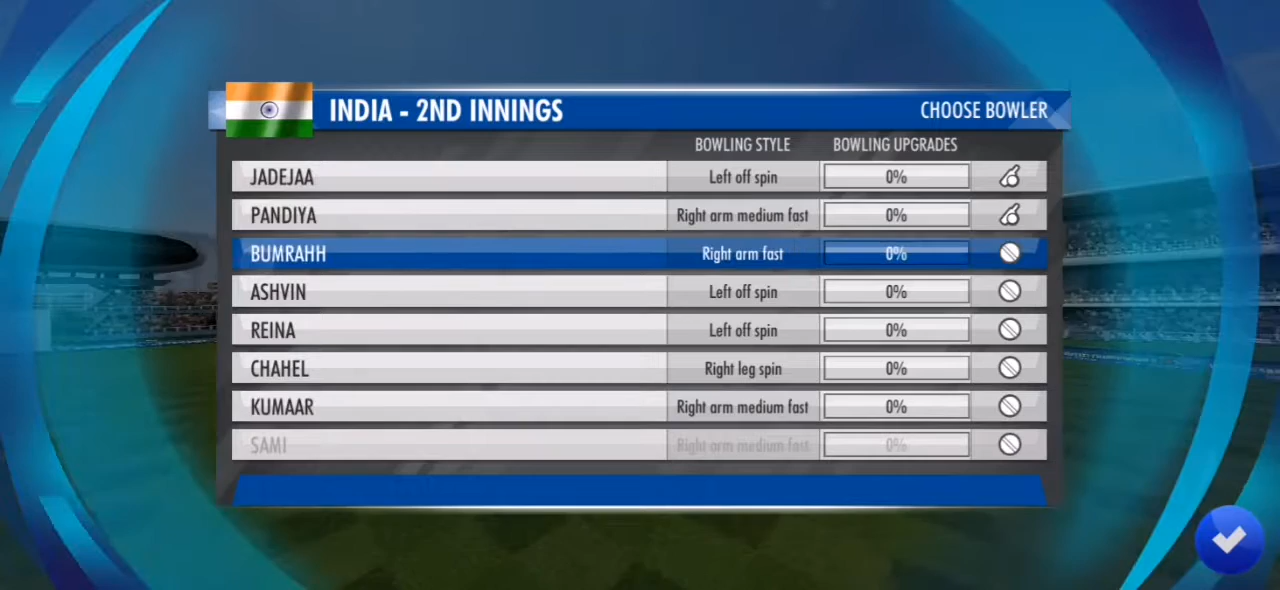 INDIA - 2ND INNINGS CHOOSE BOWLER
BOWLING STYLE BOWLING UPGRADES
JADEJAA Left off spin 0%
PANDIYA Right arm medium fast 0%
BUMRAHH Right arm fast 0%
ASHVIN Left off spin 0%
REINA Left off spin 0%
CHAHEL Right leg spin 0%
KUMAAR Right arm medium fast 0%
SAMI Right arm medium fast 0%